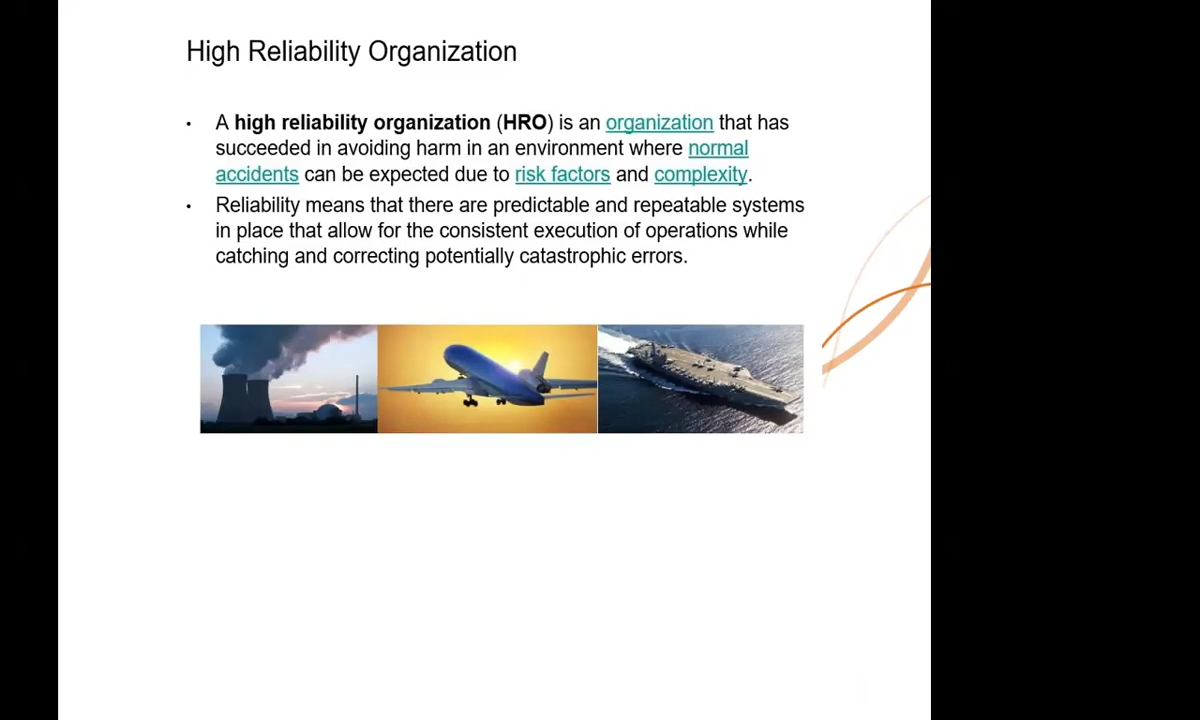 High Reliability Organization
• A high reliability organization (HRO) is an organization that has
succeeded in avoiding harm in an environment where normal
accidents can be expected due to risk factors and complexity.
• Reliability means that there are predictable and repeatable systems
in place that allow for the consistent execution of operations while
catching and correcting potentially catastrophic errors.